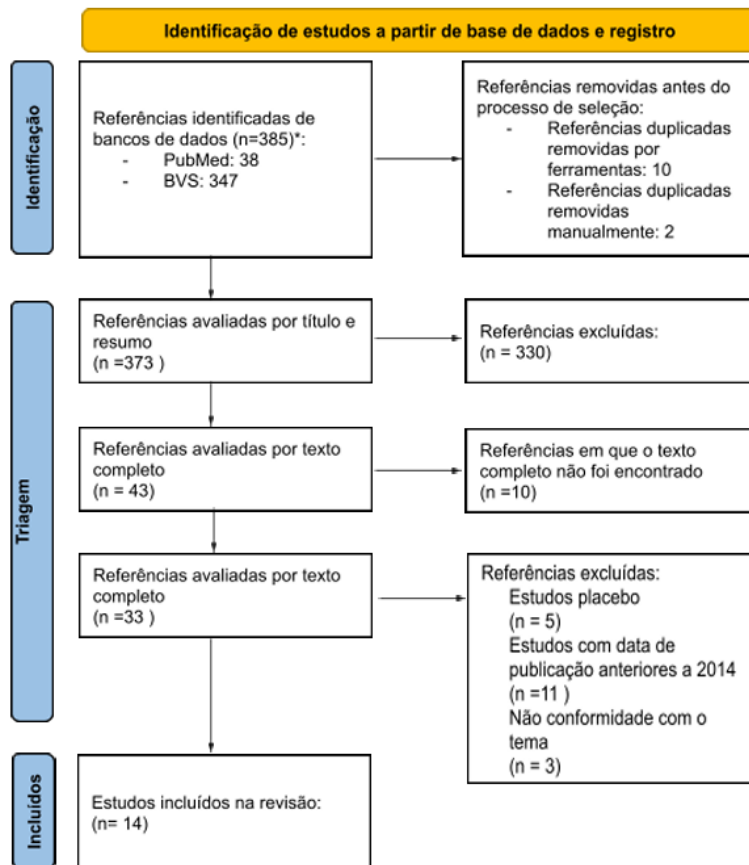 Identificação de estudos a partir de base de dados e registro
Identificação
Referências identificadas de
bancos de dados (n=385)*:
- PubMed: 38
- BVS: 347
Referências removidas antes do
processo de seleção:
- Referências duplicadas
removidas por
ferramentas: 10
- Referências duplicadas
removidas
manualmente: 2
Triagem
Referências avaliadas por título e
resumo
(n =373 )
Referências excluídas:
(n = 330)
Referências avaliadas por texto
completo
(n = 43)
Referências em que o texto
completo não foi encontrado
(n =10)
Referências avaliadas por texto
completo
(n =33 )
Referências excluídas:
Estudos placebo
(n = 5)
Estudos com data de
publicação anteriores a 2014
(n =11 )
Não conformidade com o
tema
(n = 3)
Incluídos
Estudos incluídos na revisão:
(n= 14)